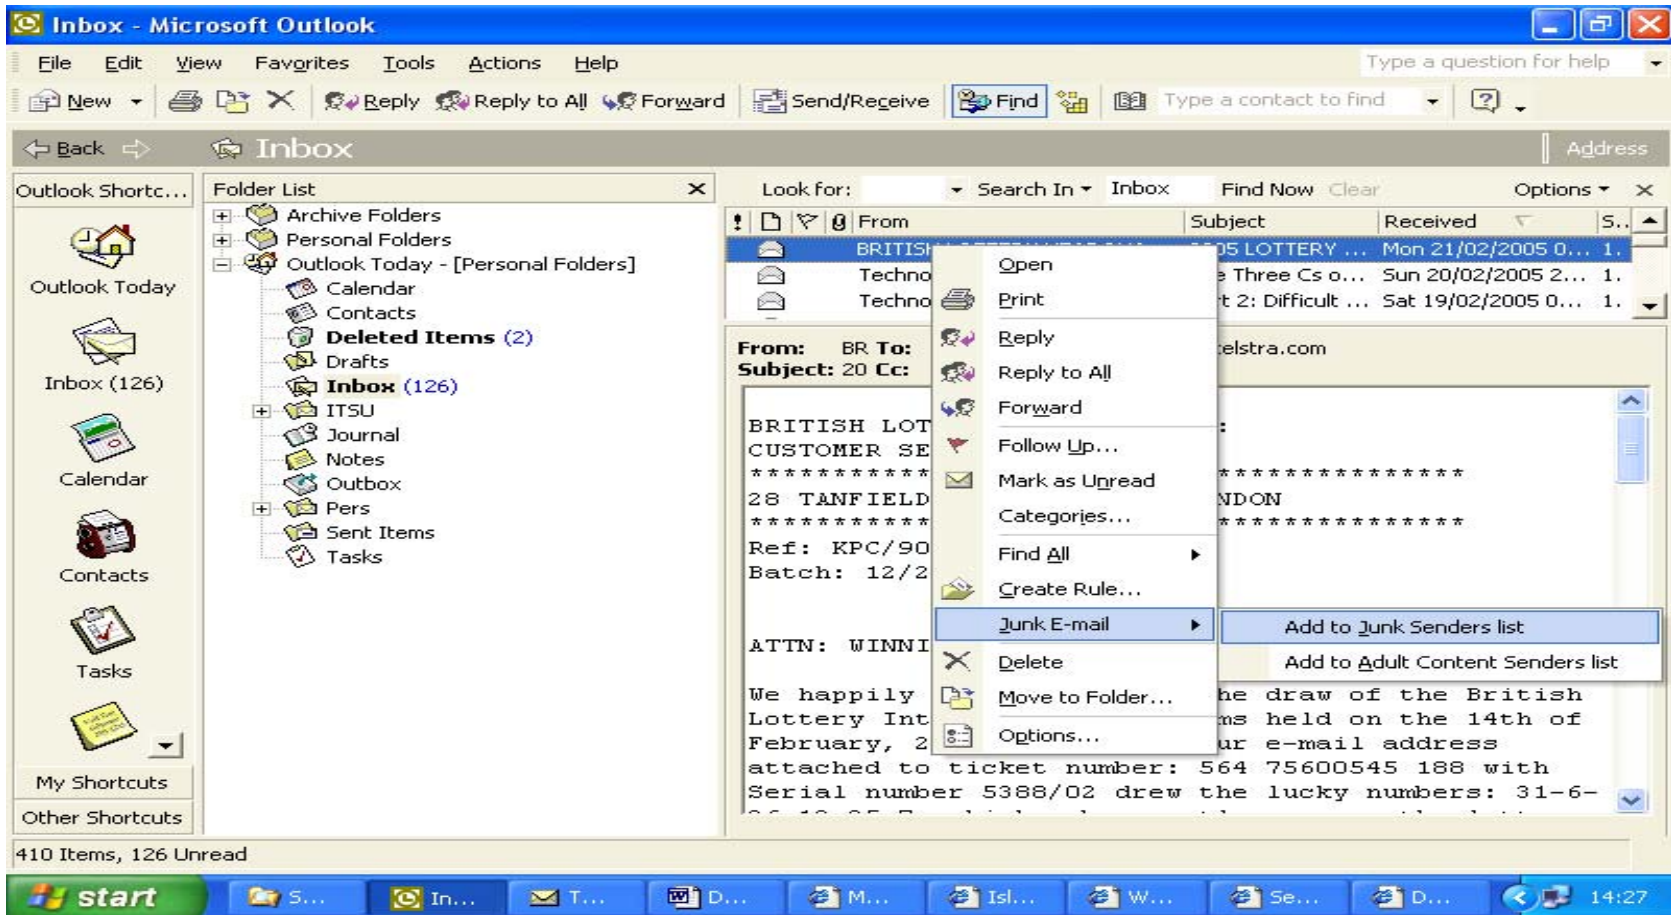 Inbox - Microsoft Outlook
File Edit View Favorites Tools Actions Help Type a question for help
New Reply Reply to All Forward Send/Receive Find Type a contact to find
Back Inbox Address
Outlook Shortc...
Outlook Today
Inbox (126)
Calendar
Contacts
Tasks
My Shortcuts
Other Shortcuts
Folder List
Archive Folders
Personal Folders
Outlook Today - [Personal Folders]
Calendar
Contacts
Deleted Items (2)
Drafts
Inbox (126)
ITSU
Journal
Notes
Outbox
Pers
Sent Items
Tasks
Look for: Search In Inbox Find Now Clear Options
! From Subject Received S..
BRITISH 05 LOTTERY ... Mon 21/02/2005 0... 1.
Techno e Three Cs o... Sun 20/02/2005 2... 1.
Techno t 2: Difficult ... Sat 19/02/2005 0... 1.
From: BR To: elstra.com
Subject: 20 Cc:
BRITISH LOT :
CUSTOMER SE
*********** ***************
28 TANFIELD NDON
*********** ***************
Ref: KPC/90
Batch: 12/2
ATTN: WINNI
We happily he draw of the British
Lottery Int ms held on the 14th of
February, 2 ur e-mail address
attached to ticket number: 564 75600545 188 with
Serial number 5388/02 drew the lucky numbers: 31-6-
Open
Print
Reply
Reply to All
Forward
Follow Up...
Mark as Unread
Categories...
Find All
Create Rule...
Junk E-mail
Delete
Move to Folder...
Options...
Add to Junk Senders list
Add to Adult Content Senders list
410 Items, 126 Unread
start S... In... T... D... M... Isl... W... Se... D... 14:27